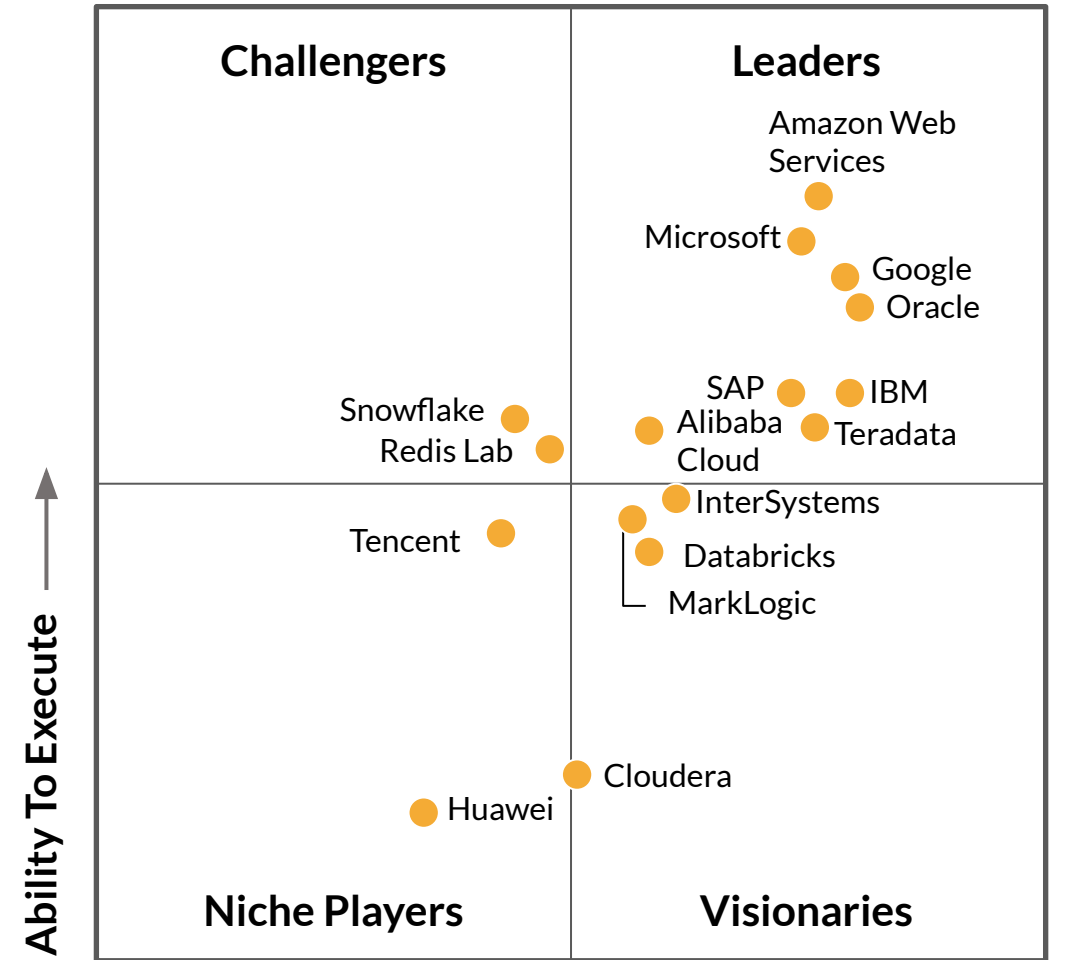 Challengers
Leaders
Amazon Web
Services
Microsoft
Google
Oracle
SAP
IBM
Snowflake
Alibaba
Cloud
Teradata
Redis Lab
InterSystems
Tencent
Databricks
MarkLogic
Cloudera
Huawei
Niche Players
Visionaries
Ability To Execute